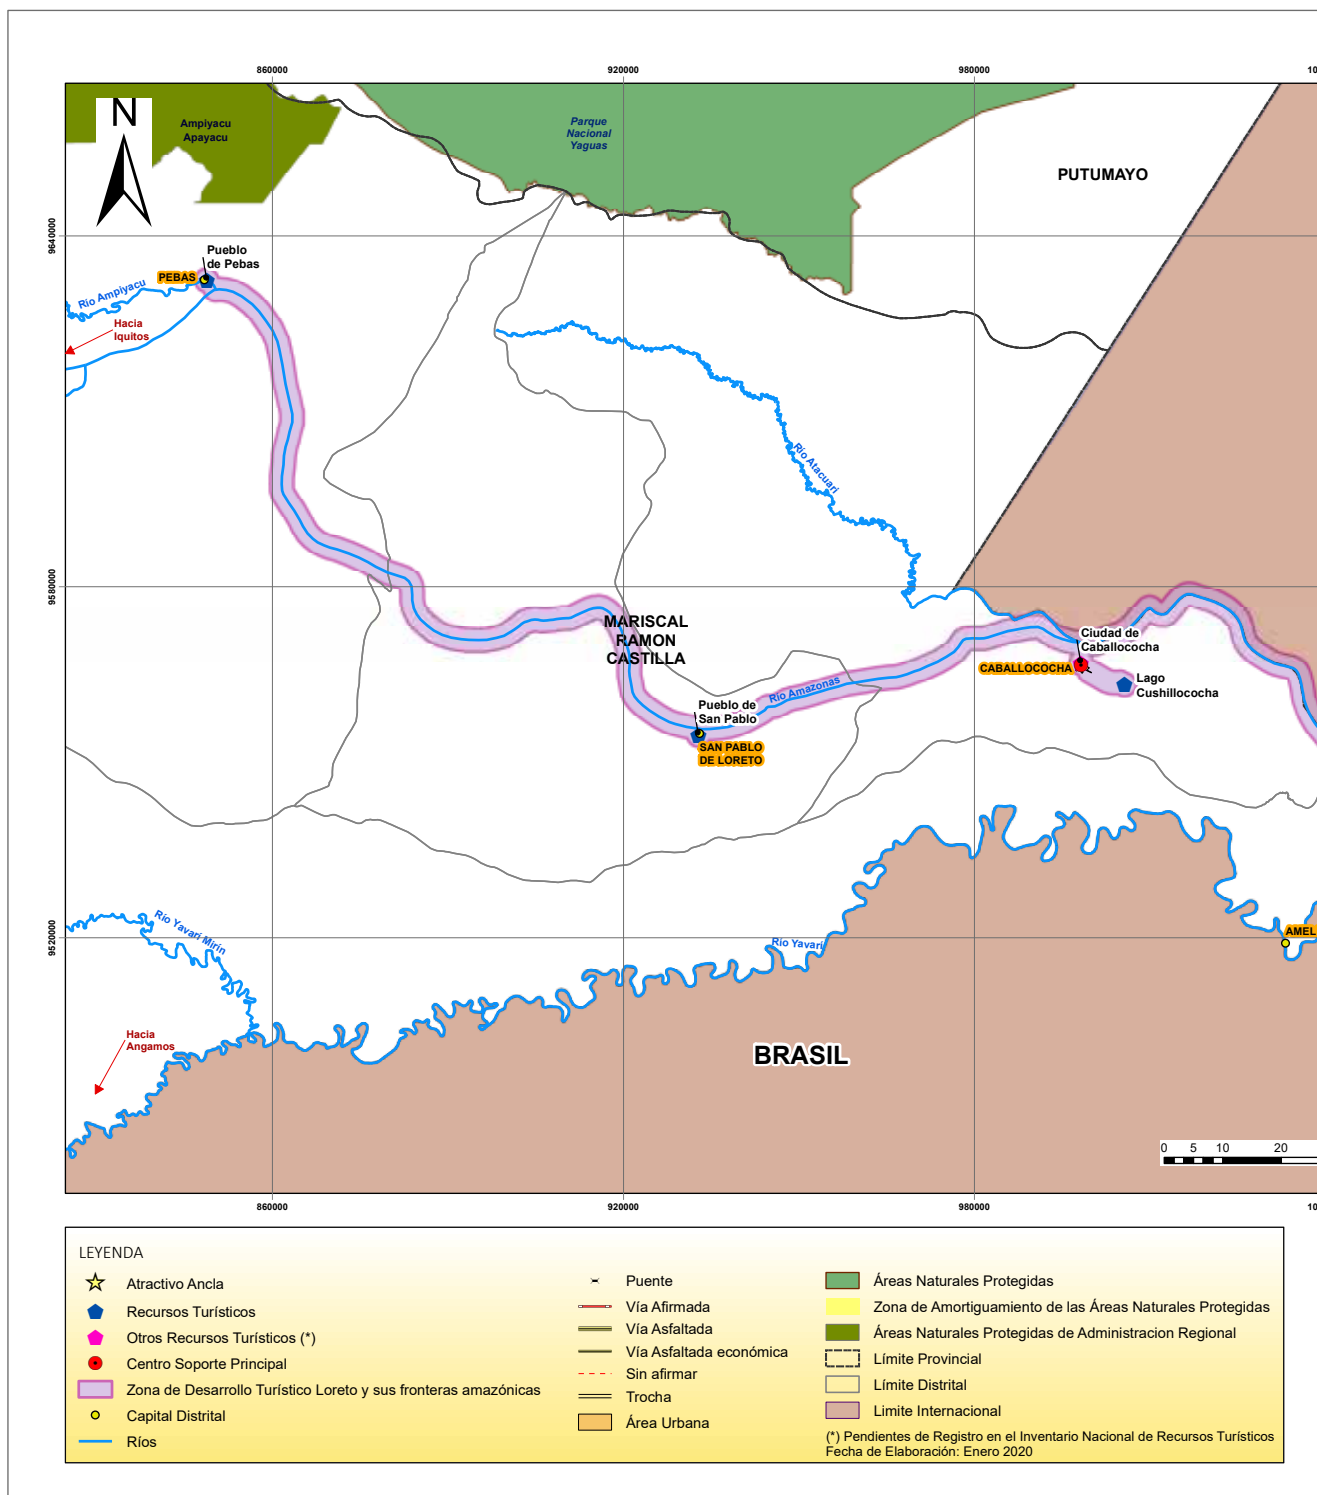 860000
920000
980000
10
N
Ampiyacu
Apayacu
Parque
Nacional
Yaguas
PUTUMAYO
9640000
Pueblo
de Pebas
PEBAS
Río Ampiyacu
Hacia
Iquitos
Río Atacuari
9580000
MARISCAL
RAMON
CASTILLA
Ciudad de
Caballococha
CABALLOCOCHA
Lago
Cushillococha
Río Amazonas
Pueblo de
San Pablo
SAN PABLO
DE LORETO
Río Yavarí Mirín
Río Yavarí
9520000
AMEL
Hacia
Angamos
BRASIL
0 5 10 20
860000
920000
980000
10
LEYENDA
Atractivo Ancla
Recursos Turísticos
Otros Recursos Turísticos (*)
Centro Soporte Principal
Zona de Desarrollo Turístico Loreto y sus fronteras amazónicas
Capital Distrital
Ríos
Puente
Vía Afirmada
Vía Asfaltada
Vía Asfaltada económica
Sin afirmar
Trocha
Área Urbana
Áreas Naturales Protegidas
Zona de Amortiguamiento de las Áreas Naturales Protegidas
Áreas Naturales Protegidas de Administracion Regional
Límite Provincial
Límite Distrital
Limite Internacional
(*) Pendientes de Registro en el Inventario Nacional de Recursos Turísticos
Fecha de Elaboración: Enero 2020